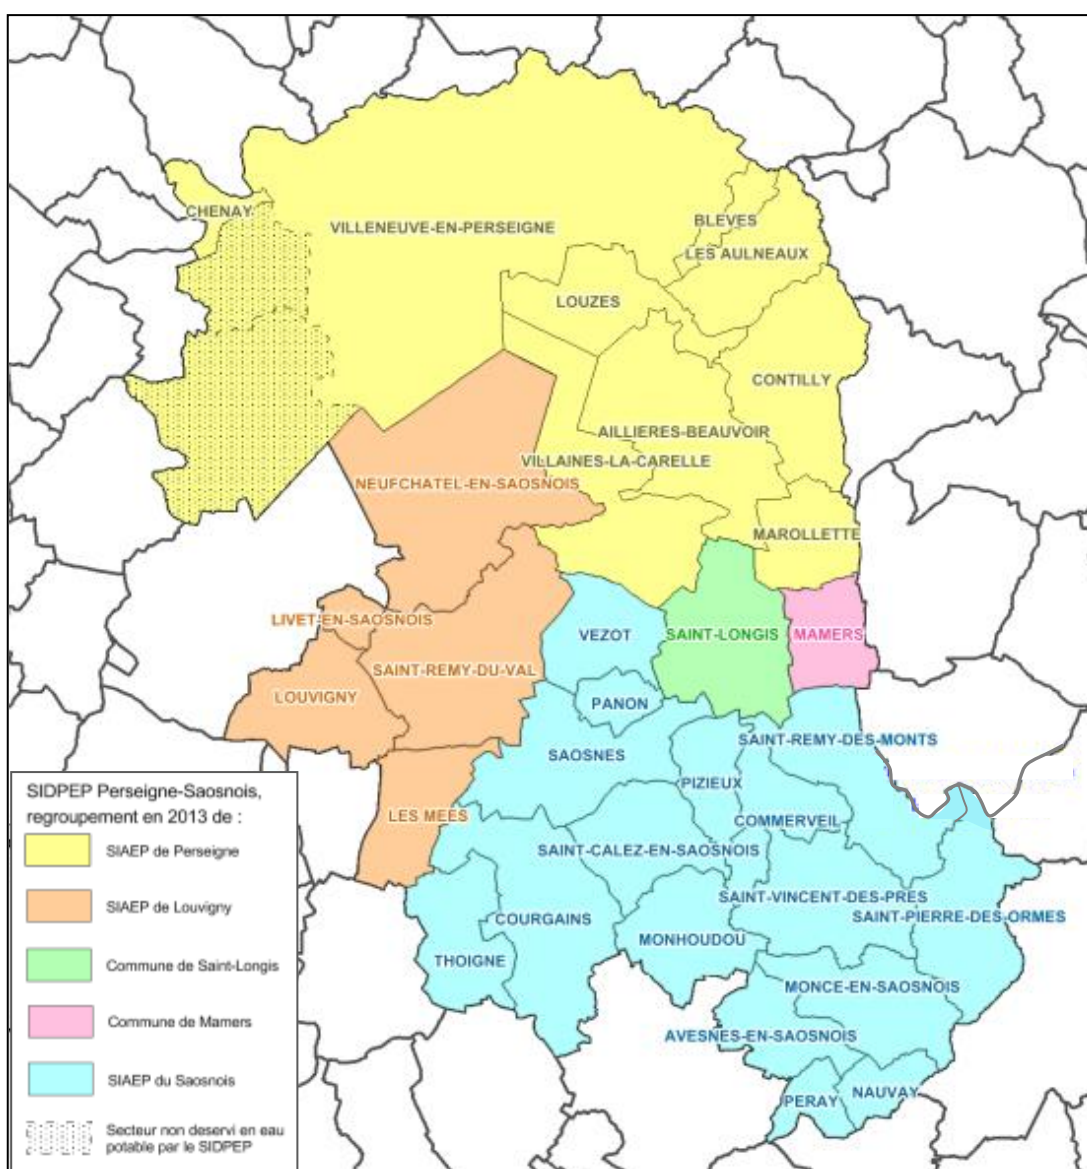 CHENAY
BLEVES
VILLENEUVE-EN-PERSEIGNE
LES AULNEAUX
LOUZES
CONTILLY
AILLIERES-BEAUVOIR
VILLAINES-LA-CARELLE
NEUFCHATEL-EN-SAOSNOIS
MAROLLETTE
LIVET-EN-SAOSNOIS
VEZOT
SAINT-LONGIS
MAMERS
SAINT-REMY-DU-VAL
LOUVIGNY
PANON
SAINT-REMY-DES-MONTS
SAOSNES
PIZIEUX
LES MEES
COMMERVEIL
SAINT-CALEZ-EN-SAOSNOIS
SAINT-VINCENT-DES-PRES
COURGAINS
SAINT-PIERRE-DES-ORMES
MONHOUDOU
THOIGNE
MONCE-EN-SAOSNOIS
AVESNES-EN-SAOSNOIS
NAUVAY
PERAY
SIDPEP Perseigne-Saosnois,
regroupement en 2013 de :
SIAEP de Perseigne
SIAEP de Louvigny
Commune de Saint-Longis
Commune de Mamers
SIAEP du Saosnois
Secteur non deservi en eau
potable par le SIDPEP